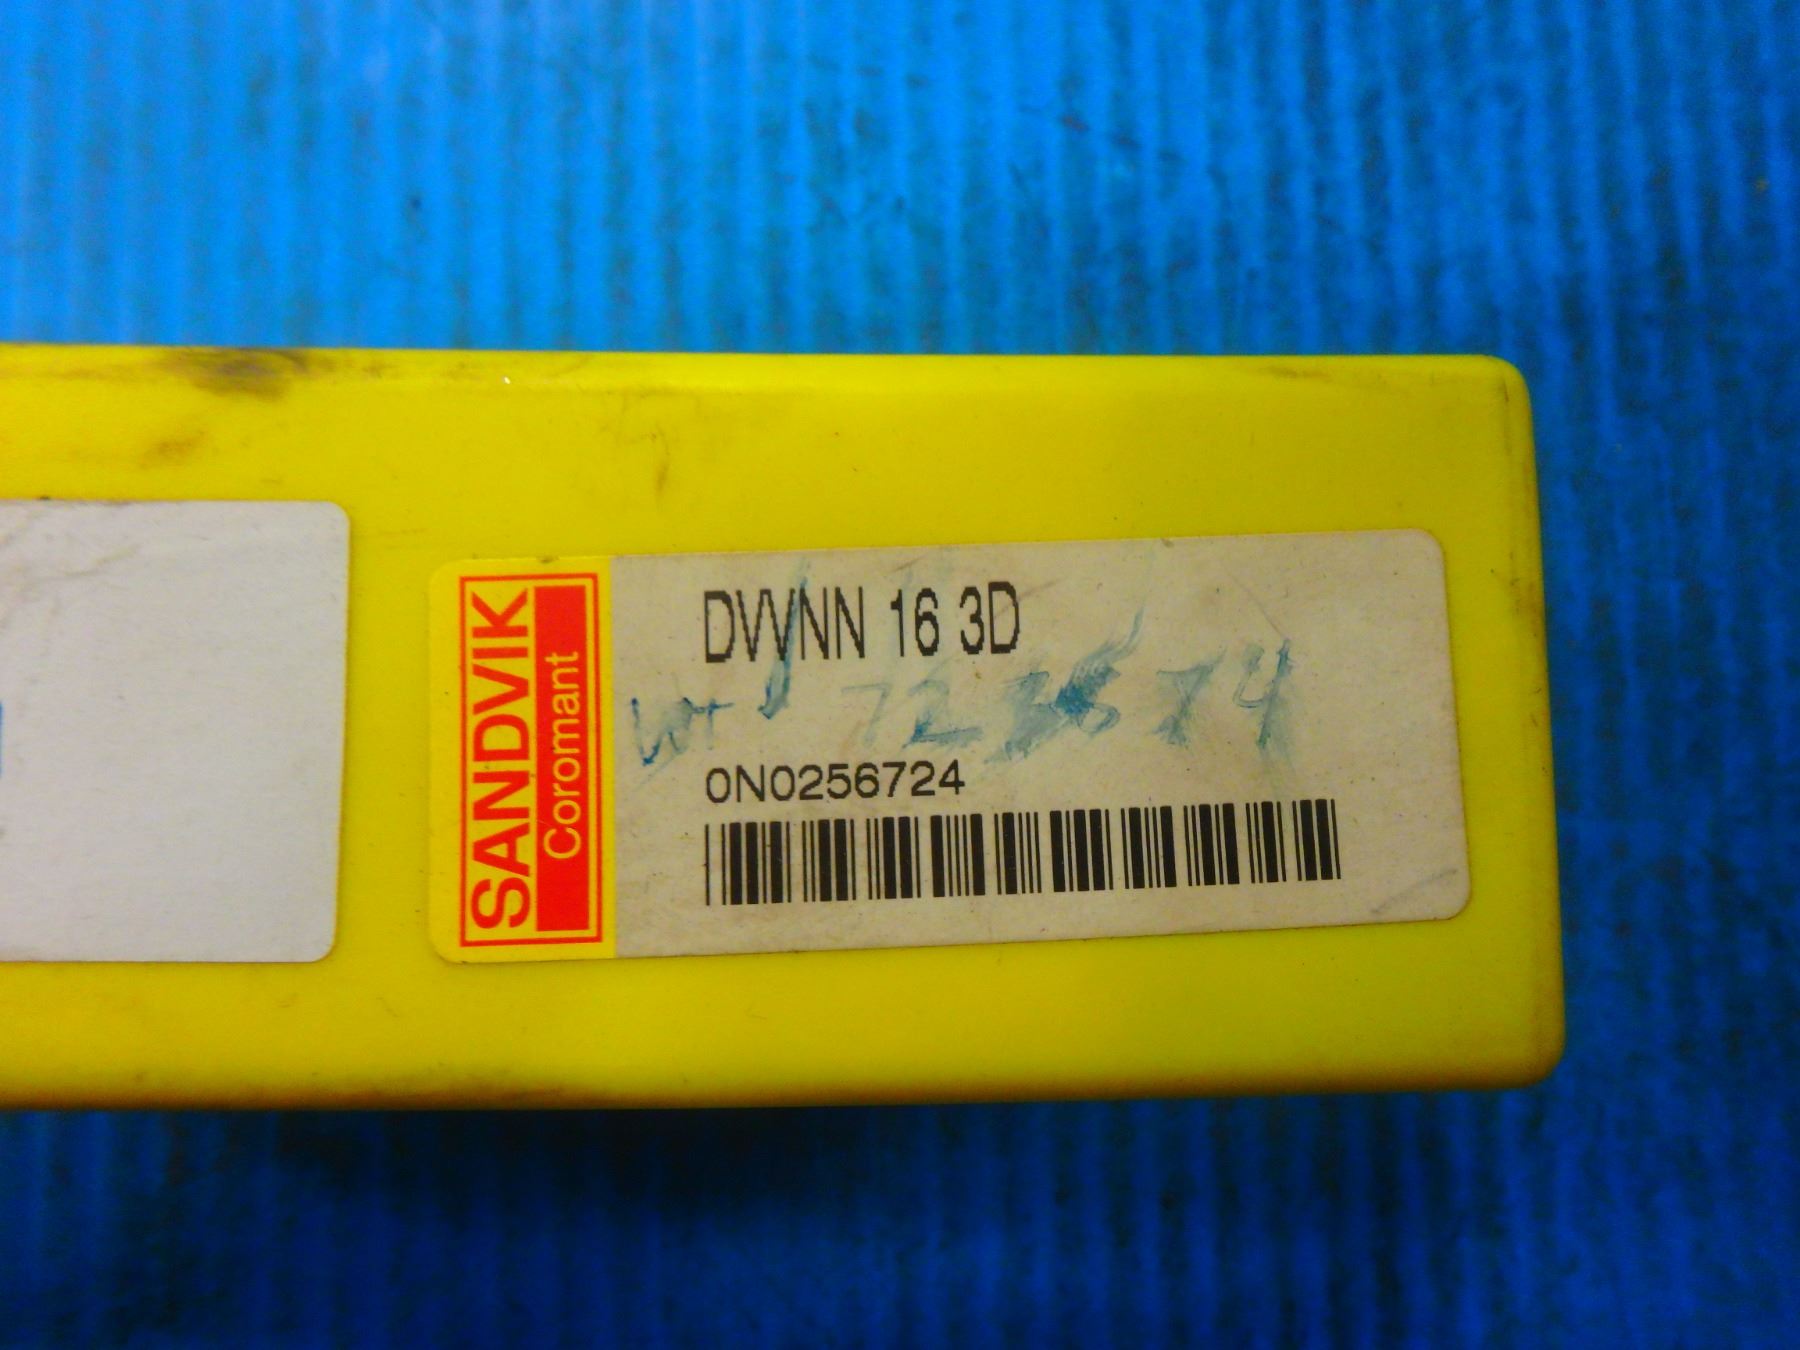 SANDVIK
Coromant
DVVNN 16 3D
0N0256724